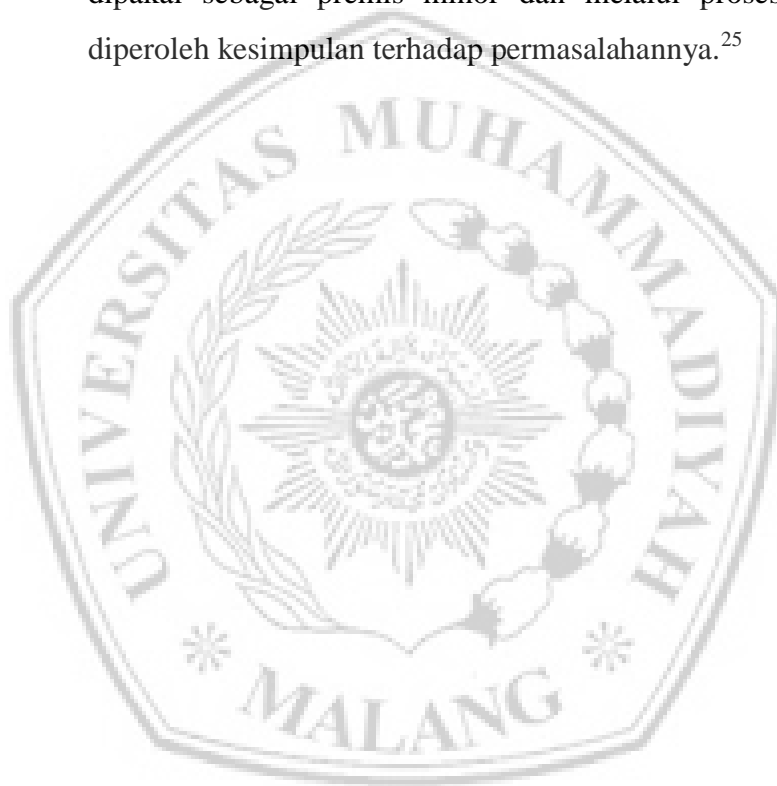 dipakai sebagai premis minor dan melalui proses
diperoleh kesimpulan terhadap permasalahannya.25
UNIVERSITAS MUHAMMADIYAH
MALANG